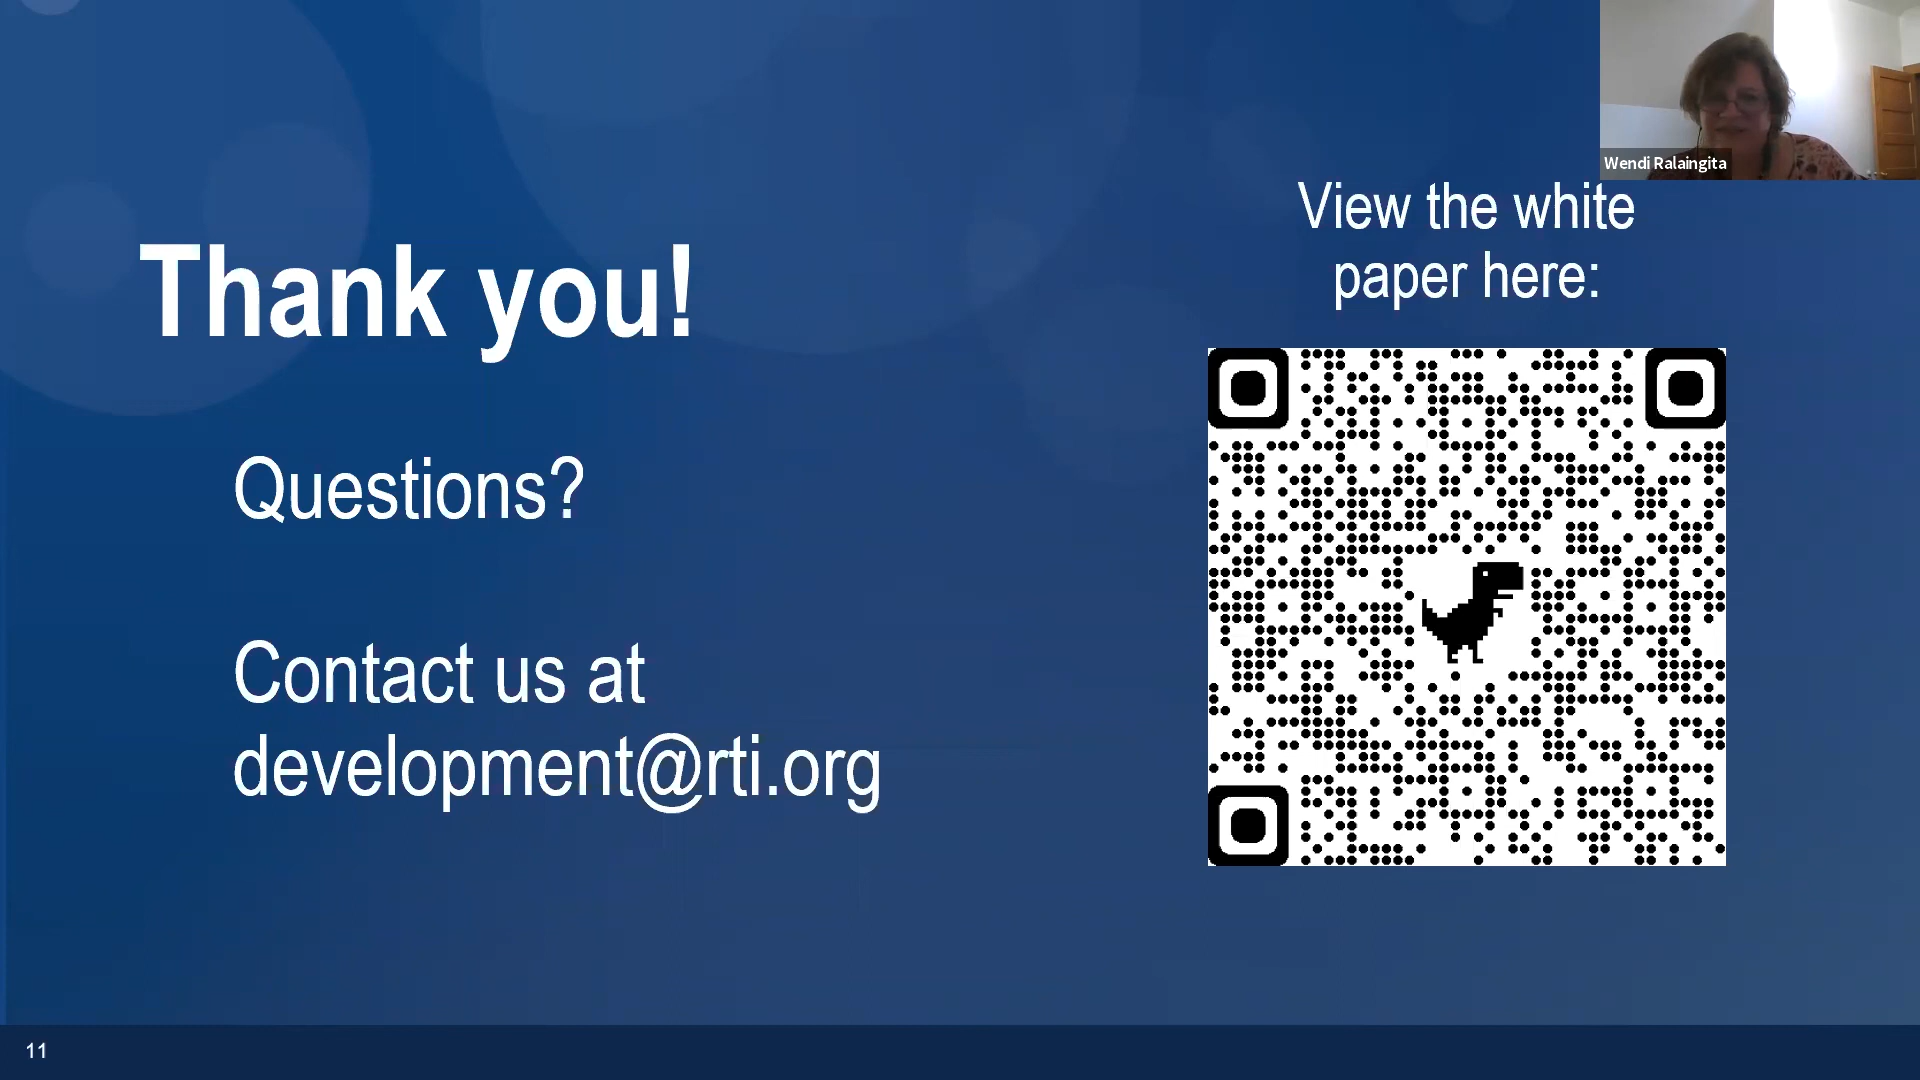 Wendi Ralaingita
View the white
paper here:
Thank you!
Questions?
Contact us at
development@rti.org
11